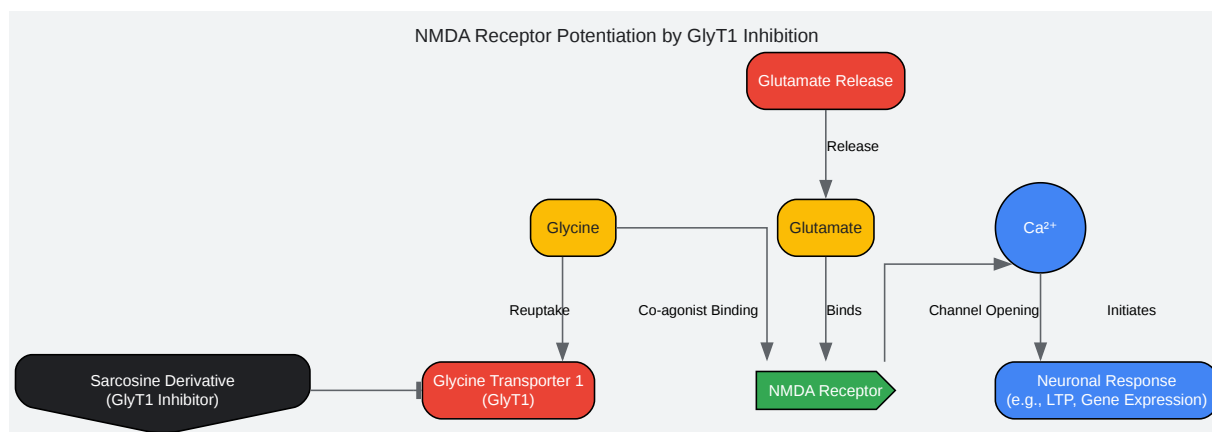 NMDA Receptor Potentiation by GlyT1 Inhibition
Glutamate Release
Release
Glycine
Glutamate
Ca²⁺
Reuptake
Co-agonist Binding
Binds
Channel Opening
Initiates
Sarcosine Derivative
(GlyT1 Inhibitor)
Glycine Transporter 1
(GlyT1)
NMDA Receptor
Neuronal Response
(e.g., LTP, Gene Expression)